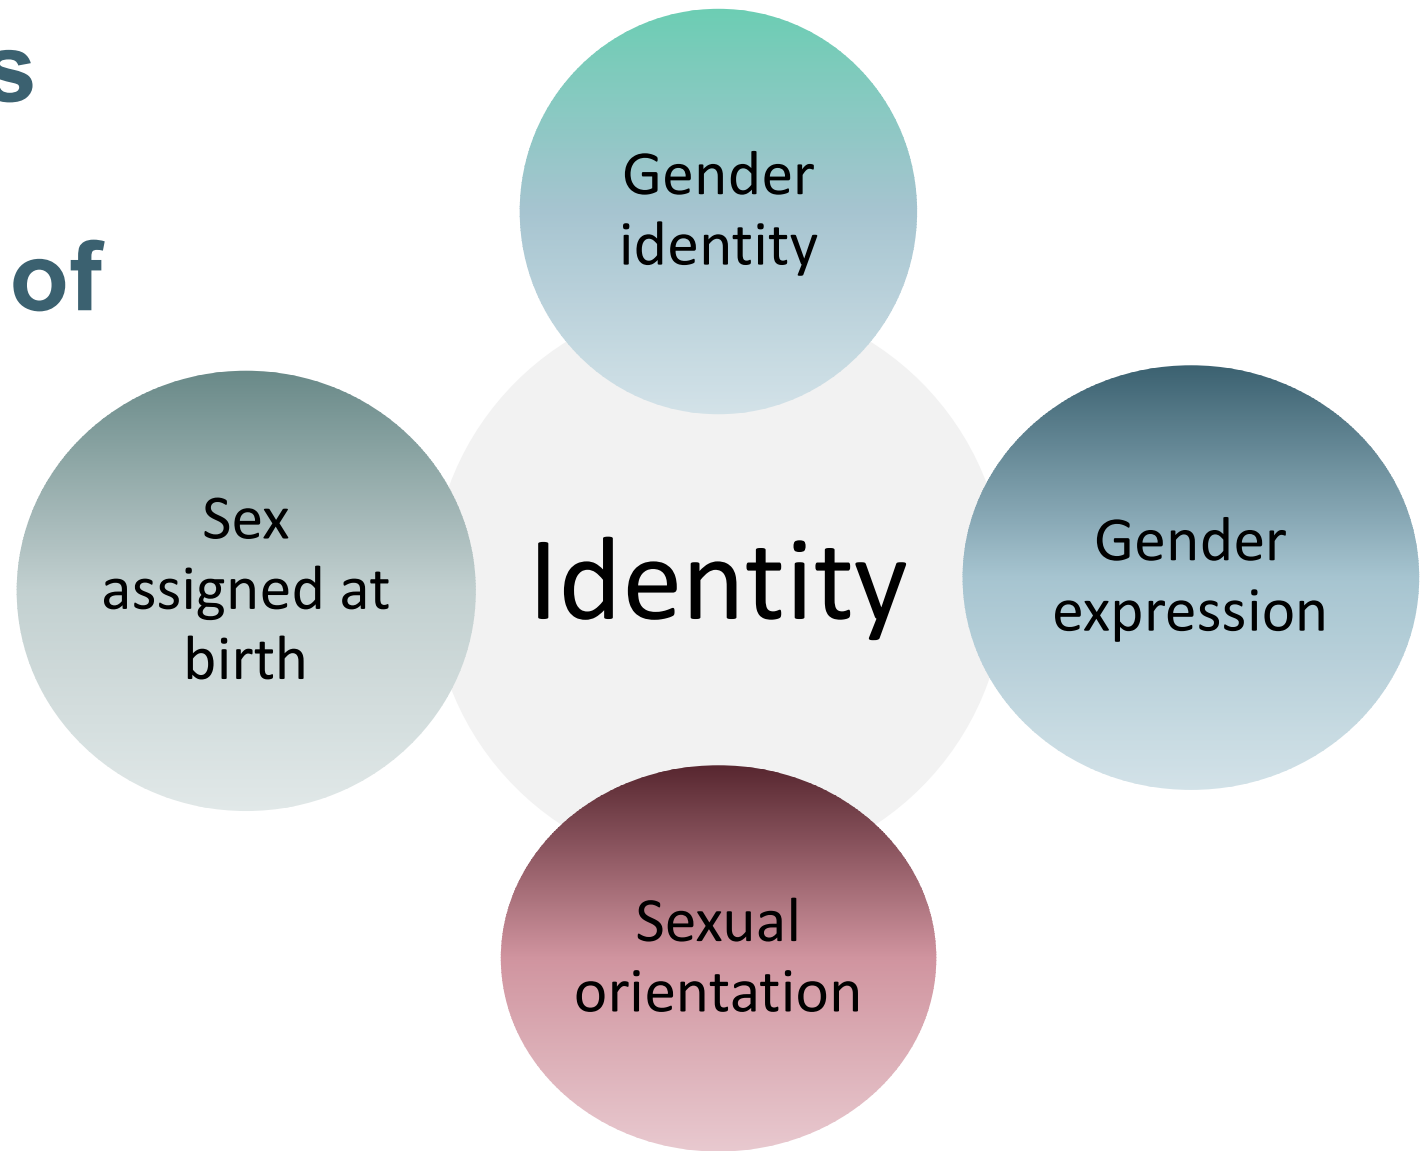 s
of
Gender
identity
Sex
assigned at
birth
Identity
Gender
expression
Sexual
orientation